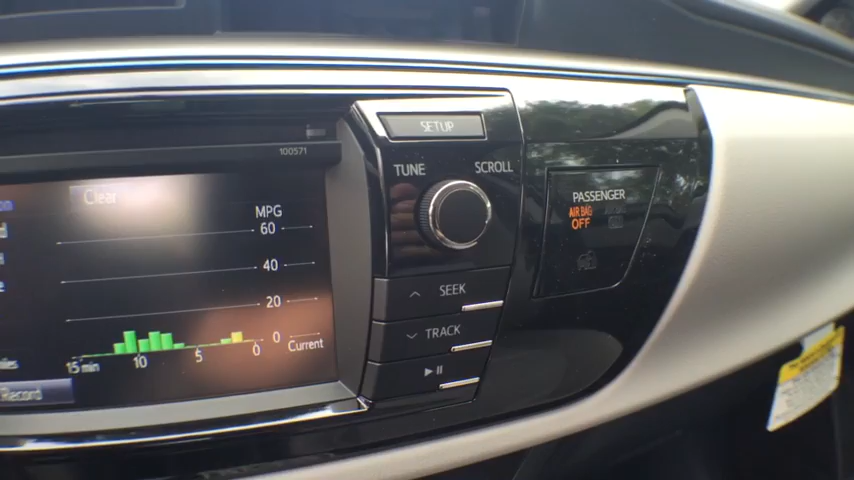 SETUP
100571
TUNE
SCROLL
Clear
PASSENGER
MPG
AIR BAG
OFF
60
40
SEEK
20
TRACK
0
Current
15 min
10
5
0
Record